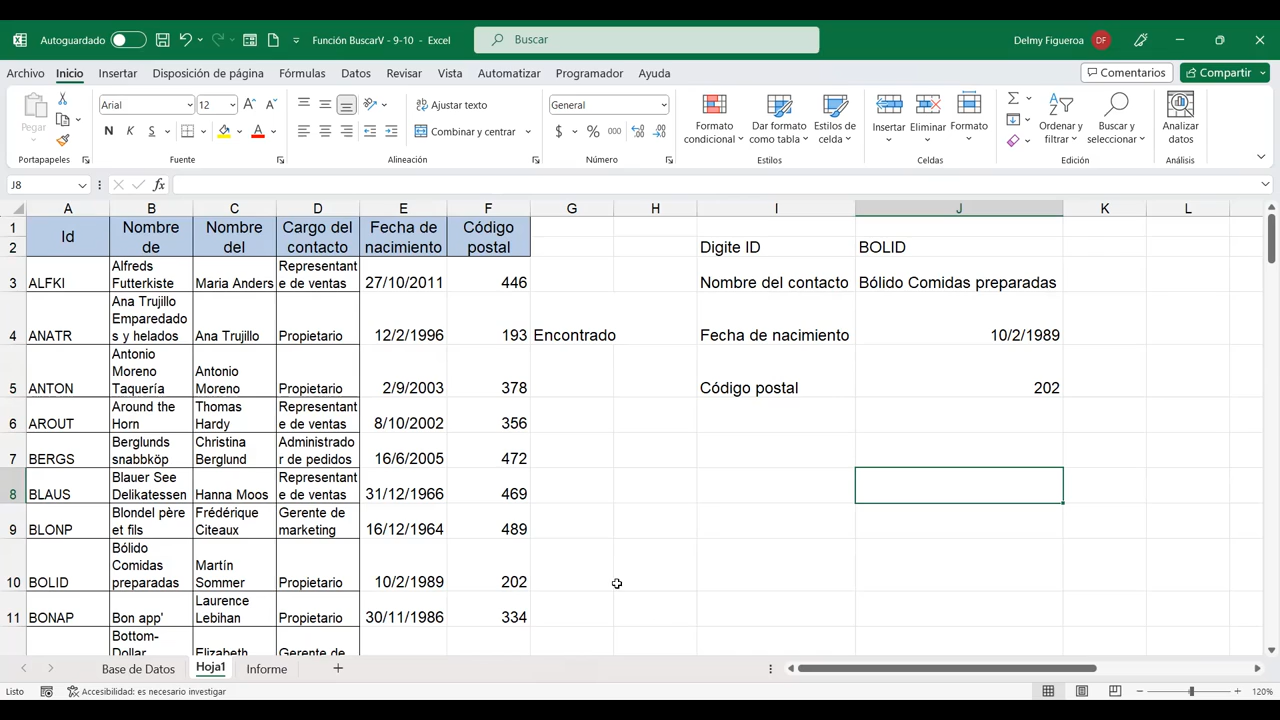 Autoguardado
Función BuscarV - 9-10 - Excel
Buscar
Delmy Figueroa DF
Archivo Inicio Insertar Disposición de página Fórmulas Datos Revisar Vista Automatizar Programador Ayuda
Comentarios Compartir
Pegar
Arial 12
N K S
Ajustar texto
Combinar y centrar
General
$ % 000
Formato condicional
Dar formato como tabla
Estilos de celda
Insertar
Eliminar
Formato
Ordenar y filtrar
Buscar y seleccionar
Analizar datos
Portapapeles Fuente Alineación Número Estilos Celdas Edición Análisis
J8 fx
A B C D E F G H I J K L
1 Id Nombre de Nombre del Cargo del contacto Fecha de nacimiento Código postal
2 Digite ID BOLID
3 ALFKI Alfreds Futterkiste Maria Anders Representante de ventas 27/10/2011 446 Nombre del contacto Bólido Comidas preparadas
4 ANATR Ana Trujillo Emparedados y helados Ana Trujillo Propietario 12/2/1996 193 Encontrado Fecha de nacimiento 10/2/1989
5 ANTON Antonio Moreno Taquería Antonio Moreno Propietario 2/9/2003 378 Código postal 202
6 AROUT Around the Horn Thomas Hardy Representante de ventas 8/10/2002 356
7 BERGS Berglunds snabbköp Christina Berglund Administrador de pedidos 16/6/2005 472
8 BLAUS Blauer See Delikatessen Hanna Moos Representante de ventas 31/12/1966 469
9 BLONP Blondel père et fils Frédérique Citeaux Gerente de marketing 16/12/1964 489
10 BOLID Bólido Comidas preparadas Martín Sommer Propietario 10/2/1989 202
11 BONAP Bon app' Laurence Lebihan Propietario 30/11/1986 334
Bottom-Dollar Elizabeth Gerente de
Base de Datos Hoja1 Informe
Listo Accesibilidad: es necesario investigar 120%